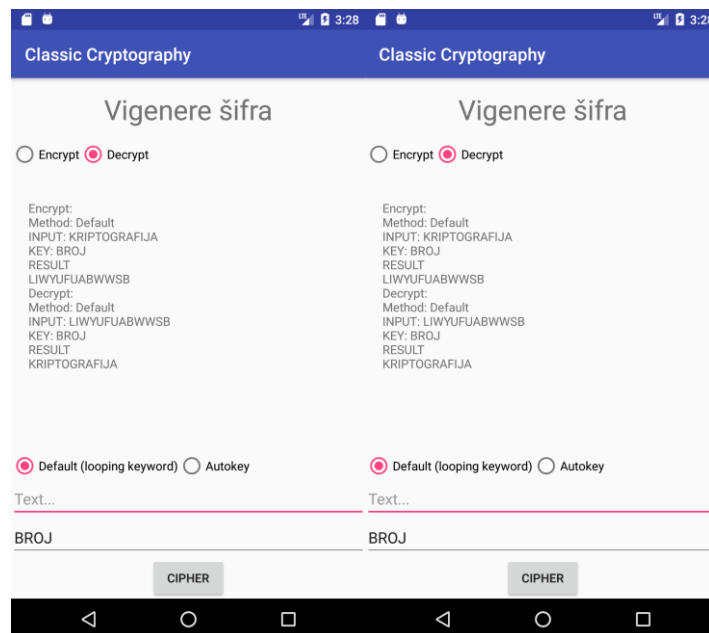 LTE 3:28
Classic Cryptography
Vigenere šifra
Encrypt Decrypt
Encrypt:
Method: Default
INPUT: KRIPTOGRAFIJA
KEY: BROJ
RESULT
LIWYUFUABWWSB
Decrypt:
Method: Default
INPUT: LIWYUFUABWWSB
KEY: BROJ
RESULT
KRIPTOGRAFIJA
Default (looping keyword) Autokey
Text...
BROJ
CIPHER
LTE 3:28
Classic Cryptography
Vigenere šifra
Encrypt Decrypt
Encrypt:
Method: Default
INPUT: KRIPTOGRAFIJA
KEY: BROJ
RESULT
LIWYUFUABWWSB
Decrypt:
Method: Default
INPUT: LIWYUFUABWWSB
KEY: BROJ
RESULT
KRIPTOGRAFIJA
Default (looping keyword) Autokey
Text...
BROJ
CIPHER